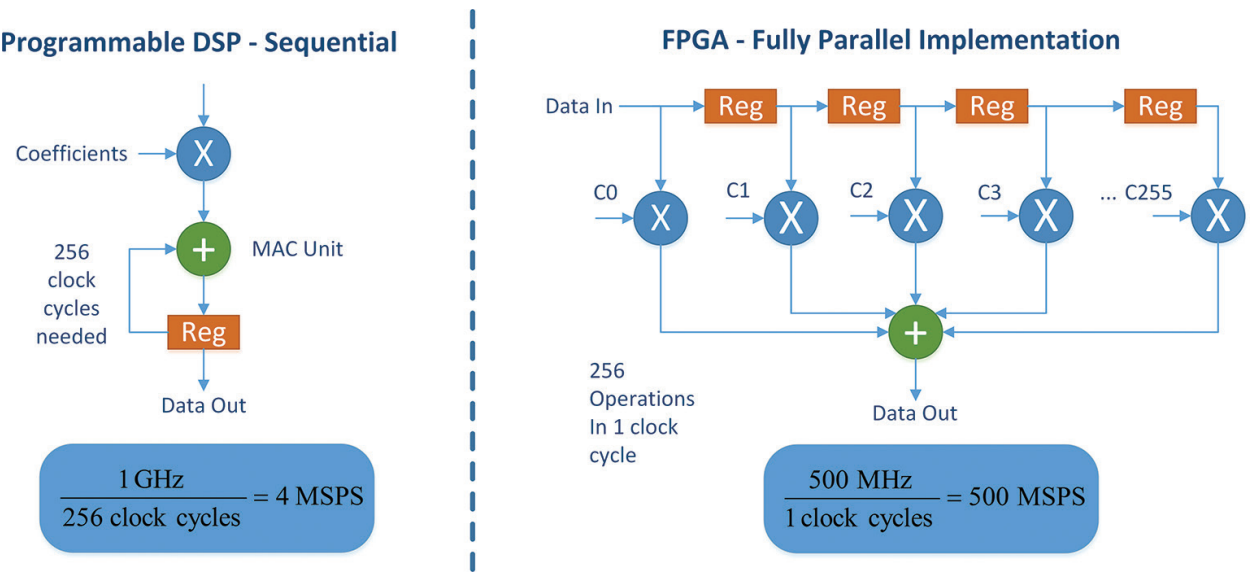 Programmable DSP - Sequential
Coefficients
X
+
MAC Unit
256
clock
cycles
needed
Reg
Data Out
1 GHz
256 clock cycles
= 4 MSPS
FPGA - Fully Parallel Implementation
Data In
Reg
Reg
Reg
Reg
C0
C1
C2
C3
... C255
X
X
X
X
X
+
256
Operations
In 1 clock
cycle
Data Out
500 MHz
1 clock cycles
= 500 MSPS